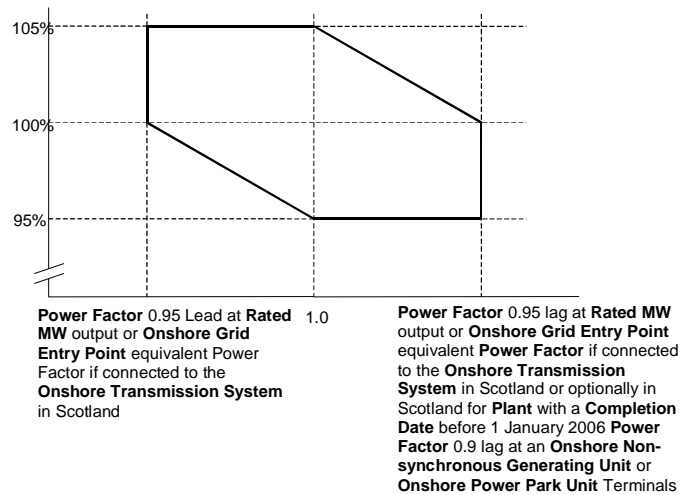 105%
100%
95%
Power Factor 0.95 Lead at Rated
MW output or Onshore Grid
Entry Point equivalent Power
Factor if connected to the
Onshore Transmission System
in Scotland
1.0
Power Factor 0.95 lag at Rated MW
output or Onshore Grid Entry Point
equivalent Power Factor if connected
to the Onshore Transmission
System in Scotland or optionally in
Scotland for Plant with a Completion
Date before 1 January 2006 Power
Factor 0.9 lag at an Onshore Non-
synchronous Generating Unit or
Onshore Power Park Unit Terminals